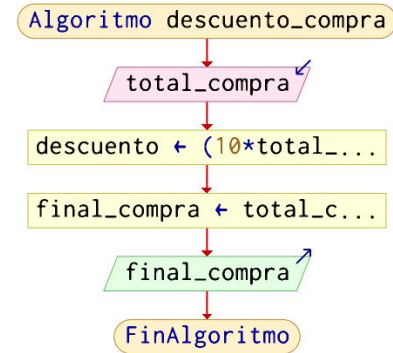 Algoritmo descuento_compra
total_compra
descuento ← (10*total_...
final_compra ← total_c...
final_compra
FinAlgoritmo